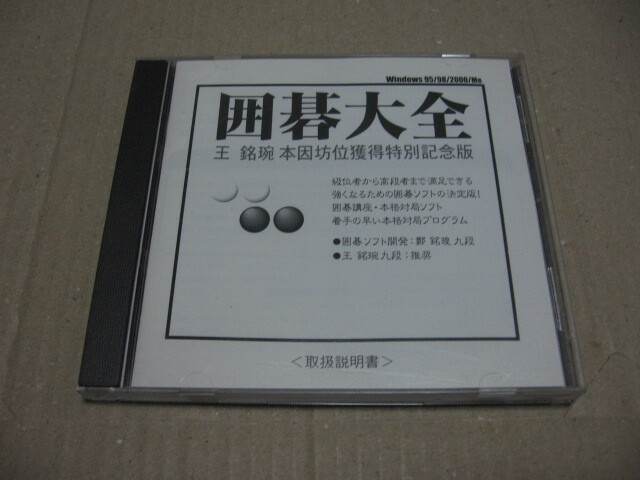 Windows 95/98/2000/Me
囲碁大全
王 銘琬 本因坊位獲得特別記念版
級位者から高段者まで満足できる
強くなるための囲碁ソフトの決定版!
囲碁講座・本格対局ソフト
着手の早い本格対局プログラム
●囲碁ソフト開発：鄭 銘瑝 九段
●王 銘琬九段：推奨
＜取扱説明書＞